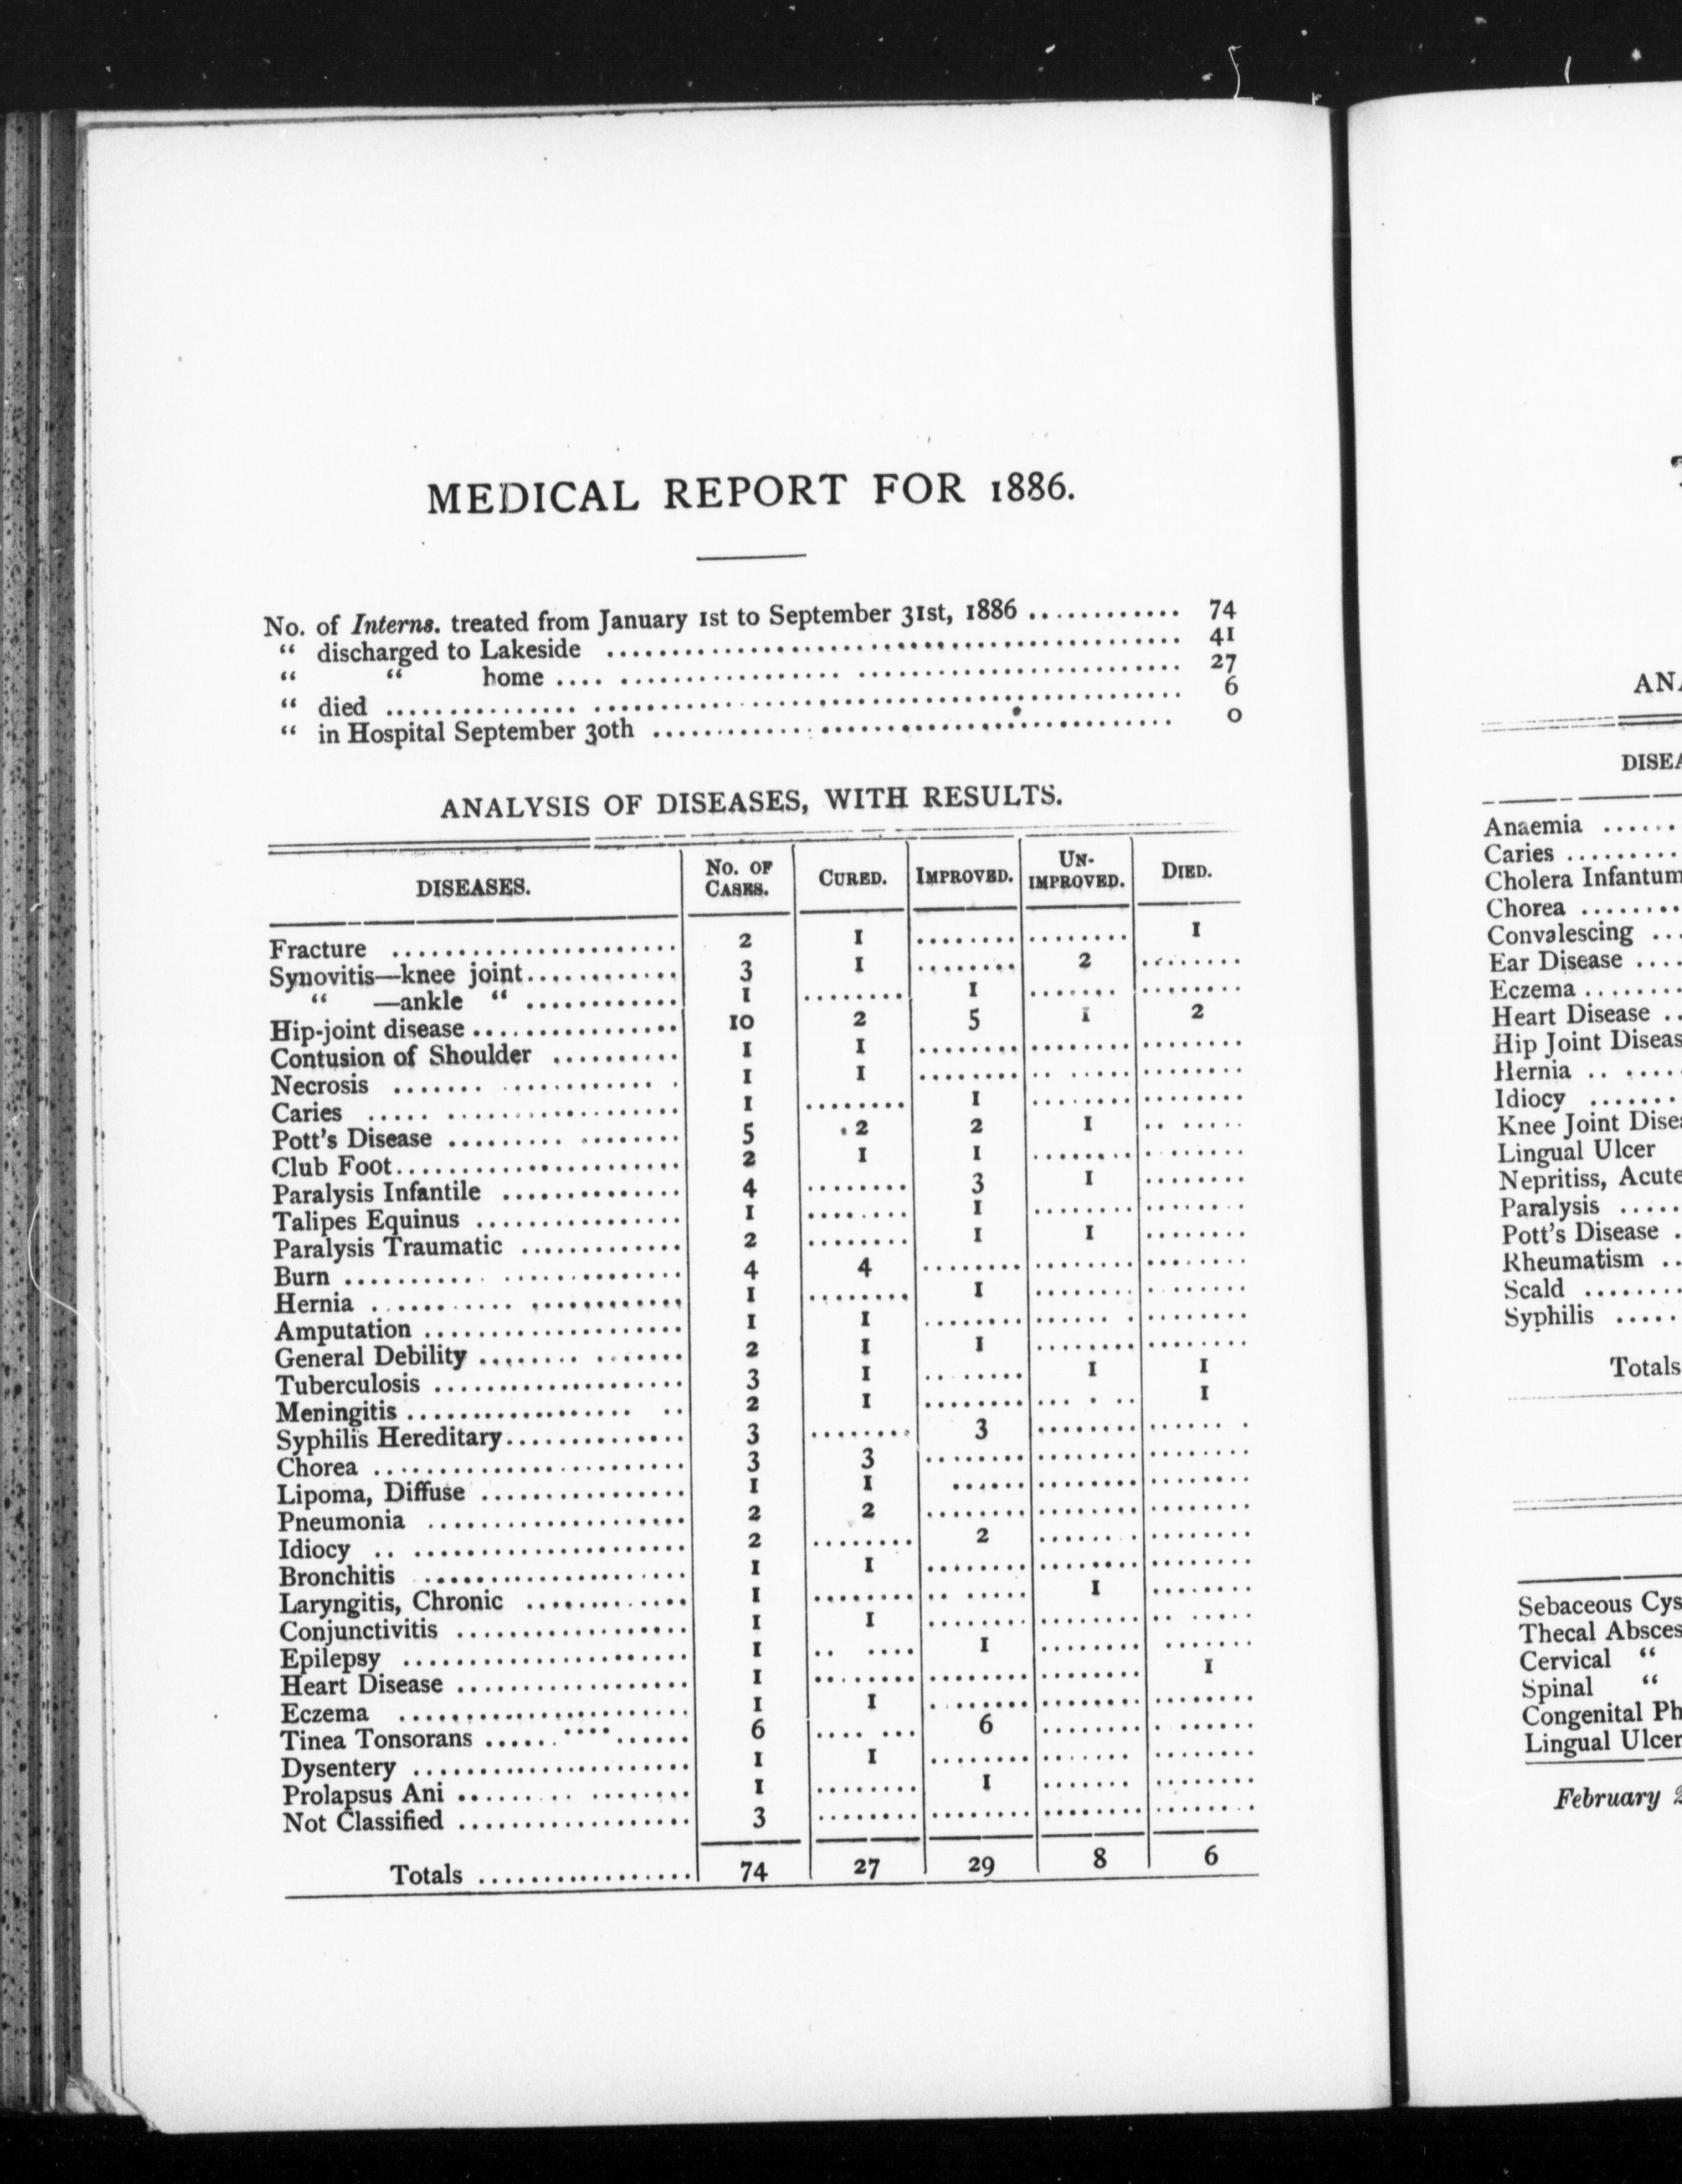 MEDICAL REPORT FOR 1886.
No. of Interns. treated from January 1st to September 31st, 1886 ............ 74
“ discharged to Lakeside ............ 41
“ “ home ............ 27
“ died ............ 6
“ in Hospital September 30th ............ 0
ANALYSIS OF DISEASES, WITH RESULTS.
DISEASES. No. of Cases. Cured. Improved. Un-improved. Died.
Fracture ........ 2 1 ........ ........ 1
Synovitis—knee joint ........ 3 1 ........ 2 ........
“ —ankle “ ........ 1 ........ 1 ........ ........
Hip-joint disease ........ 10 2 5 1 2
Contusion of Shoulder ........ 1 1 ........ ........ ........
Necrosis ........ 1 1 ........ ........ ........
Caries ........ 1 ........ 1 ........ ........
Pott's Disease ........ 5 2 2 1 ........
Club Foot ........ 2 1 1 ........ ........
Paralysis Infantile ........ 4 ........ 3 1 ........
Talipes Equinus ........ 1 ........ 1 ........ ........
Paralysis Traumatic ........ 2 ........ 1 1 ........
Burn ........ 4 4 ........ ........ ........
Hernia ........ 1 ........ 1 ........ ........
Amputation ........ 1 1 ........ ........ ........
General Debility ........ 2 1 1 ........ ........
Tuberculosis ........ 3 1 ........ 1 1
Meningitis ........ 2 1 ........ ........ 1
Syphilis Hereditary ........ 3 ........ 3 ........ ........
Chorea ........ 3 3 ........ ........ ........
Lipoma, Diffuse ........ 1 1 ........ ........ ........
Pneumonia ........ 2 2 ........ ........ ........
Idiocy ........ 2 ........ 2 ........ ........
Bronchitis ........ 1 1 ........ ........ ........
Laryngitis, Chronic ........ 1 ........ ........ 1 ........
Conjunctivitis ........ 1 1 ........ ........ ........
Epilepsy ........ 1 ........ 1 ........ ........
Heart Disease ........ 1 ........ ........ ........ 1
Eczema ........ 1 1 ........ ........ ........
Tinea Tonsorans ........ 6 ........ 6 ........ ........
Dysentery ........ 1 1 ........ ........ ........
Prolapsus Ani ........ 1 ........ 1 ........ ........
Not Classified ........ 3 ........ ........ ........ ........
Totals ........ 74 27 29 8 6
ANA
DISEA
Anaemia ......
Caries ........
Cholera Infantum
Chorea ........
Convalescing ...
Ear Disease ....
Eczema .......
Heart Disease ..
Hip Joint Diseas
Hernia .. ....
Idiocy .......
Knee Joint Disea
Lingual Ulcer
Nepritiss, Acute
Paralysis .....
Pott's Disease .
Rheumatism ..
Scald .......
Syphilis .....
Totals
Sebaceous Cys
Thecal Absces
Cervical “
Spinal “
Congenital Ph
Lingual Ulcer
February 2